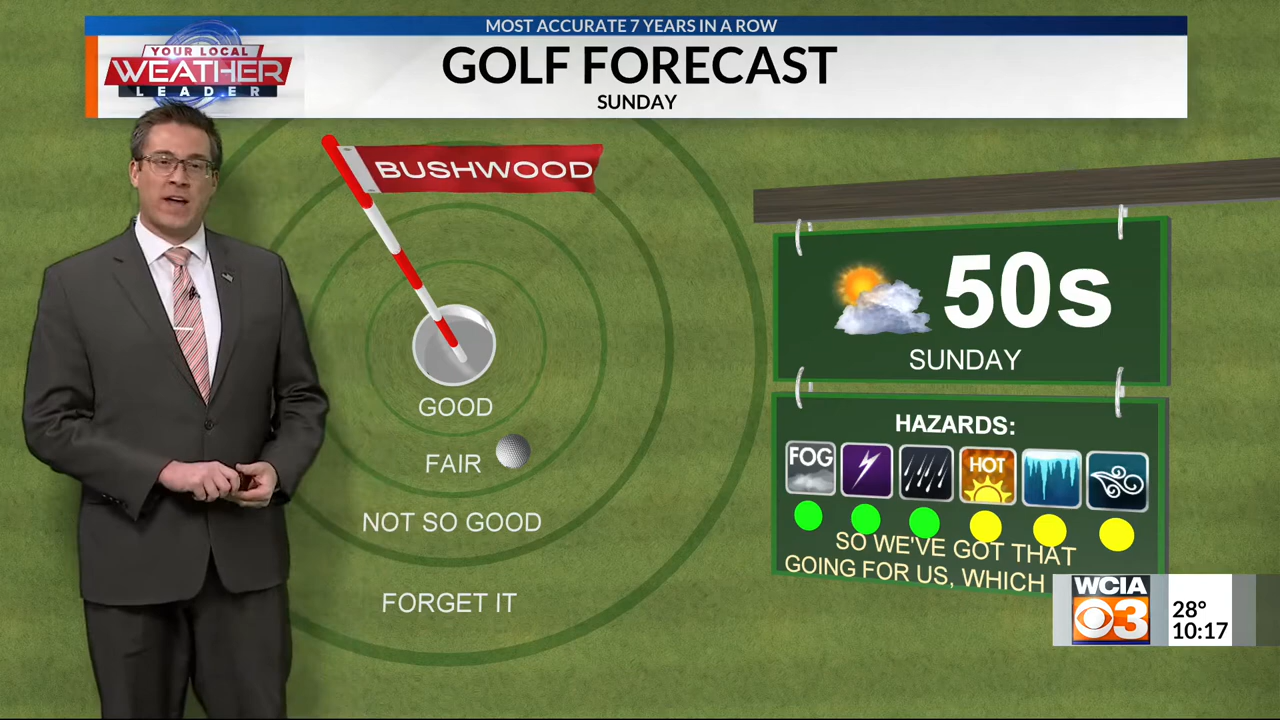 MOST ACCURATE 7 YEARS IN A ROW
YOUR LOCAL
WEATHER
LEADER
GOLF FORECAST
SUNDAY
BUSHWOOD
GOOD
FAIR
NOT SO GOOD
FORGET IT
50s
SUNDAY
HAZARDS:
FOG
HOT
SO WE'VE GOT THAT
GOING FOR US, WHICH
WCIA
3
28°
10:17